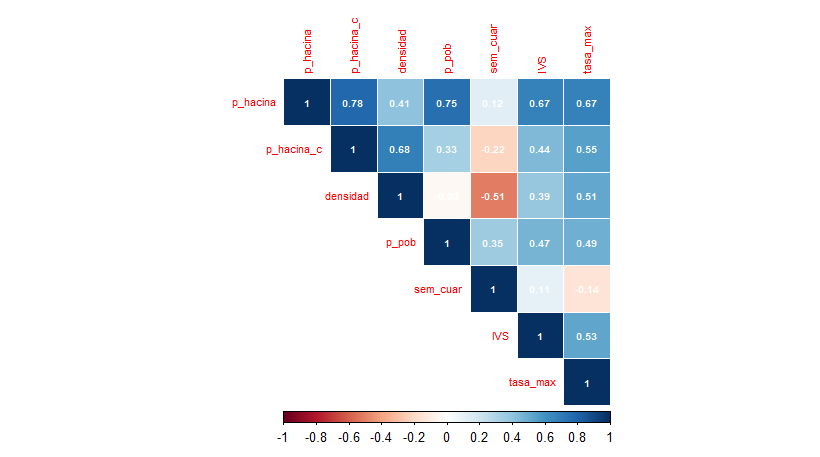 p_hacina p_hacina_c densidad p_pob sem_cuar IVS tasa_max
p_hacina 1 0.78 0.41 0.75 0.12 0.67 0.67
p_hacina_c 1 0.68 0.33 -0.22 0.44 0.55
densidad 1 -0.51 0.39 0.51
p_pob 1 0.35 0.47 0.49
sem_cuar 1 0.11 -0.14
IVS 1 0.53
tasa_max 1
-1 -0.8 -0.6 -0.4 -0.2 0 0.2 0.4 0.6 0.8 1